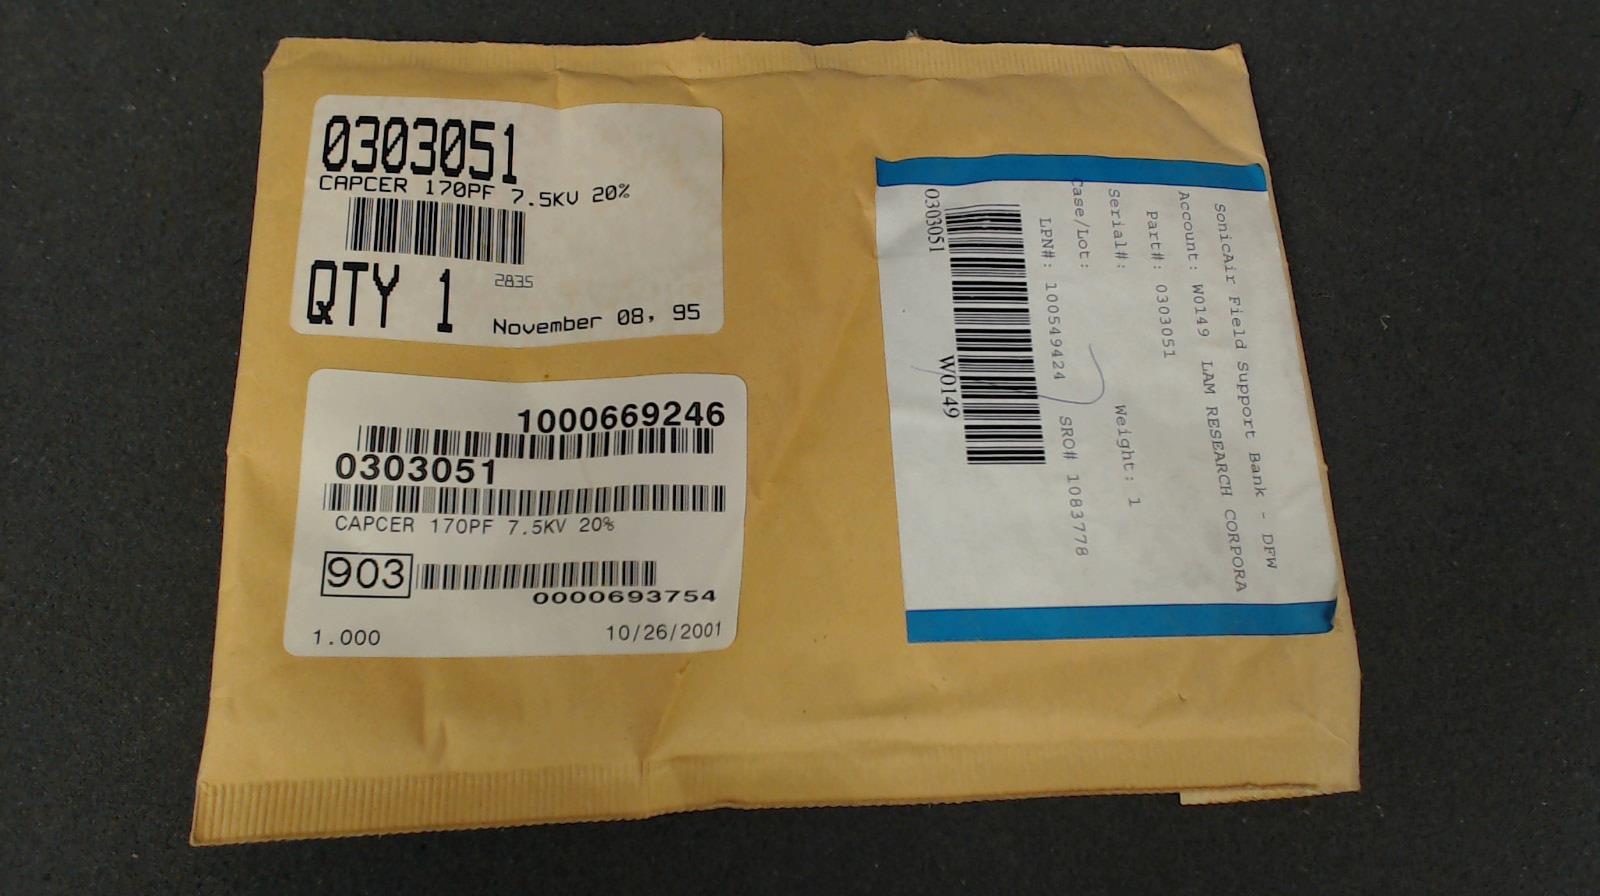 0303051
CAPCER 170PF 7.5KV 20%
QTY 1
2835
November 08, 95
1000669246
0303051
CAPCER 170PF 7.5KV 20%
903
0000693754
1.000
10/26/2001
SonicAir Field Support Bank - DFW
Account: W0149 LAM RESEARCH CORPORA
Part#: 0303051
Serial#: Weight: 1
Case/Lot:
LPN#: 100549424 SRO# 1083778
0303051 W0149